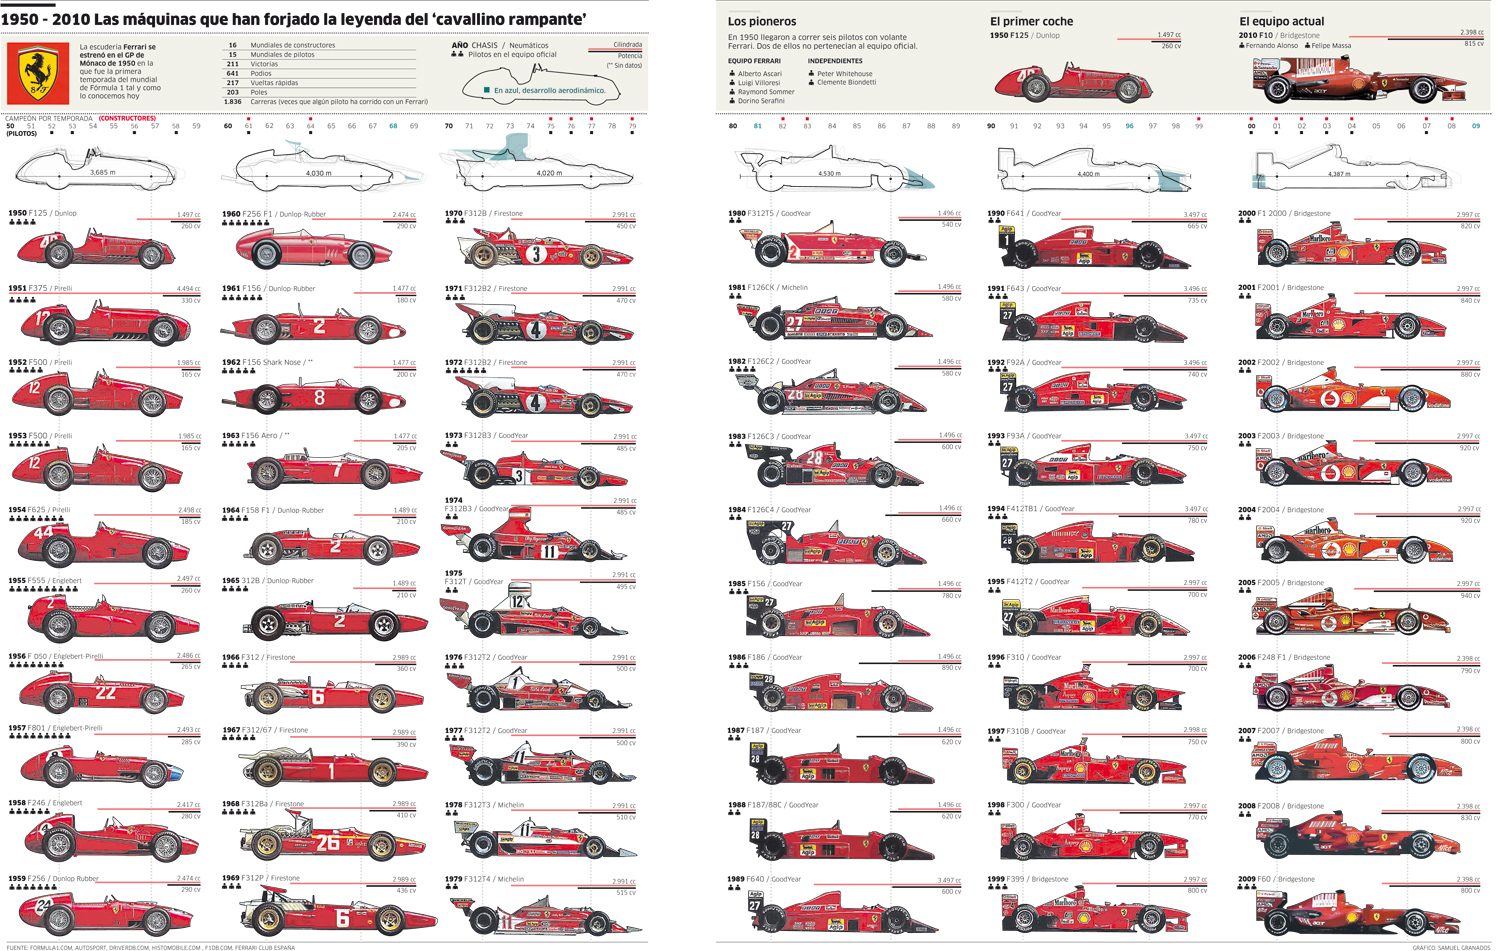 1950 - 2010 Las máquinas que han forjado la leyenda del ‘cavallino rampante’
La escudería Ferrari se
estrenó en el GP de
Mónaco de 1950 en la
que fue la primera
temporada del mundial
de Fórmula 1 tal y como
lo conocemos hoy
16 Mundiales de constructores
15 Mundiales de pilotos
211 Victorias
641 Podios
217 Vueltas rápidas
203 Poles
1.836 Carreras (veces que algún piloto ha corrido con un Ferrari)
AÑO CHASIS / Neumáticos
Pilotos en el equipo oficial
Cilindrada
Potencia
(** Sin datos)
En azul, desarrollo aerodinámico.
Los pioneros
En 1950 llegaron a correr seis pilotos con volante
Ferrari. Dos de ellos no pertenecían al equipo oficial.
EQUIPO FERRARI
Alberto Ascari
Luigi Villoresi
Raymond Sommer
Dorino Serafini
INDEPENDIENTES
Peter Whitehouse
Clemente Biondetti
El primer coche
1950 F125 / Dunlop
1.497 cc
260 cv
El equipo actual
2010 F10 / Bridgestone
Fernando Alonso Felipe Massa
2.398 cc
815 cv
CAMPEÓN POR TEMPORADA (CONSTRUCTORES)
50 51 52 53 54 55 56 57 58 59
(PILOTOS)
60 61 62 63 64 65 66 67 68 69
70 71 72 73 74 75 76 77 78 79
80 81 82 83 84 85 86 87 88 89
90 91 92 93 94 95 96 97 98 99
00 01 02 03 04 05 06 07 08 09
3,685 m
4,030 m
4,020 m
4,530 m
4,400 m
4,387 m
1950 F125 / Dunlop
1.497 cc
260 cv
1951 F375 / Pirelli
4.494 cc
330 cv
1952 F500 / Pirelli
1.985 cc
165 cv
1953 F500 / Pirelli
1.985 cc
165 cv
1954 F625 / Pirelli
2.498 cc
185 cv
1955 F555 / Englebert
2.497 cc
260 cv
1956 F D50 / Englebert-Pirelli
2.486 cc
265 cv
1957 F801 / Englebert-Pirelli
2.493 cc
285 cv
1958 F246 / Englebert
2.417 cc
280 cv
1959 F256 / Dunlop Rubber
2.474 cc
290 cv
1960 F256 F1 / Dunlop-Rubber
2.474 cc
290 cv
1961 F156 / Dunlop-Rubber
1.477 cc
180 cv
1962 F156 Shark Nose / **
1.477 cc
200 cv
1963 F156 Aero / **
1.477 cc
205 cv
1964 F158 F1 / Dunlop-Rubber
1.489 cc
210 cv
1965 312B / Dunlop-Rubber
1.489 cc
210 cv
1966 F312 / Firestone
2.989 cc
360 cv
1967 F312/67 / Firestone
2.989 cc
390 cv
1968 F312Ba / Firestone
2.989 cc
410 cv
1969 F312P / Firestone
2.989 cc
436 cv
1970 F312B / Firestone
2.991 cc
450 cv
1971 F312B2 / Firestone
2.991 cc
470 cv
1972 F312B2 / Firestone
2.991 cc
470 cv
1973 F312B3 / GoodYear
2.991 cc
485 cv
1974
F312B3 / GoodYear
2.991 cc
485 cv
1975
F312T / GoodYear
2.991 cc
495 cv
1976 F312T2 / GoodYear
2.991 cc
500 cv
1977 F312T2 / GoodYear
2.991 cc
500 cv
1978 F312T3 / Michelin
2.991 cc
510 cv
1979 F312T4 / Michelin
2.991 cc
515 cv
1980 F312T5 / GoodYear
1.496 cc
540 cv
1981 F126CK / Michelin
1.496 cc
580 cv
1982 F126C2 / GoodYear
1.496 cc
580 cv
1983 F126C3 / GoodYear
1.496 cc
600 cv
1984 F126C4 / GoodYear
1.496 cc
660 cv
1985 F156 / GoodYear
1.496 cc
780 cv
1986 F186 / GoodYear
1.496 cc
890 cv
1987 F187 / GoodYear
1.496 cc
620 cv
1988 F187/88C / GoodYear
1.496 cc
620 cv
1989 F640 / GoodYear
3.497 cc
600 cv
1990 F641 / GoodYear
3.497 cc
665 cv
1991 F643 / GoodYear
3.496 cc
735 cv
1992 F92A / GoodYear
3.496 cc
740 cv
1993 F93A / GoodYear
3.497 cc
750 cv
1994 F412TB1 / GoodYear
3.497 cc
780 cv
1995 F412T2 / GoodYear
2.997 cc
700 cv
1996 F310 / GoodYear
2.997 cc
700 cv
1997 F310B / GoodYear
2.998 cc
750 cv
1998 F300 / GoodYear
2.997 cc
770 cv
1999 F399 / Bridgestone
2.997 cc
800 cv
2000 F1 2000 / Bridgestone
2.997 cc
820 cv
2001 F2001 / Bridgestone
2.997 cc
840 cv
2002 F2002 / Bridgestone
2.997 cc
880 cv
2003 F2003 / Bridgestone
2.997 cc
920 cv
2004 F2004 / Bridgestone
2.997 cc
920 cv
2005 F2005 / Bridgestone
2.997 cc
940 cv
2006 F248 F1 / Bridgestone
2.398 cc
790 cv
2007 F2007 / Bridgestone
2.398 cc
800 cv
2008 F2008 / Bridgestone
2.398 cc
830 cv
2009 F60 / Bridgestone
2.398 cc
800 cv
FUENTE: FORMULA1.COM, AUTOSPORT, DRIVERDB.COM, HISTOMOBILE.COM , F1DB.COM, FERRARI CLUB ESPAÑA
GRÁFICO: SAMUEL GRANADOS